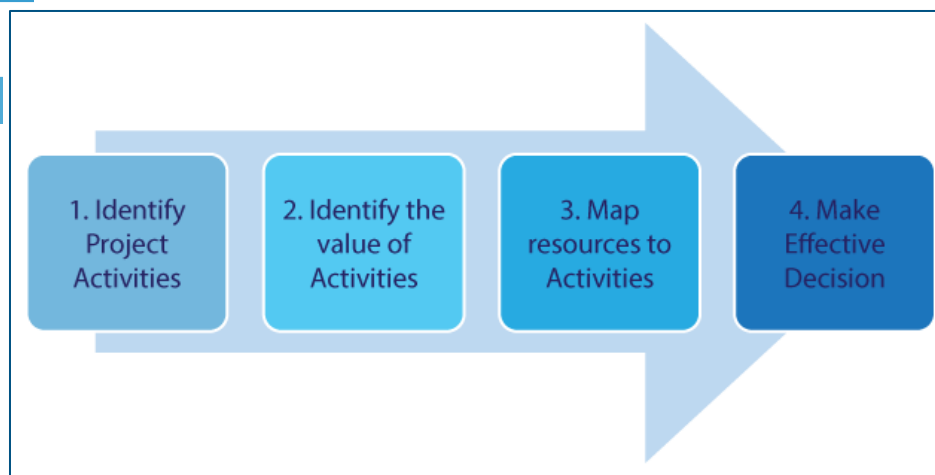 1. Identify
Project
Activities
2. Identify the
value of
Activities
3. Map
resources to
Activities
4. Make
Effective
Decision